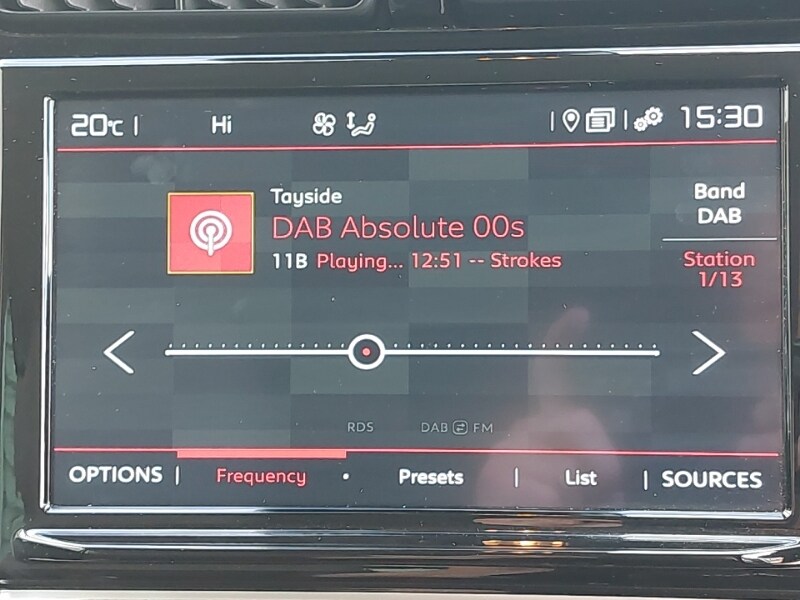 20°C | Hi 15:30
Tayside
DAB Absolute 00s
11B Playing... 12:51 -- Strokes
Band
DAB
Station
1/13
RDS DAB FM
OPTIONS | Frequency • Presets | List | SOURCES